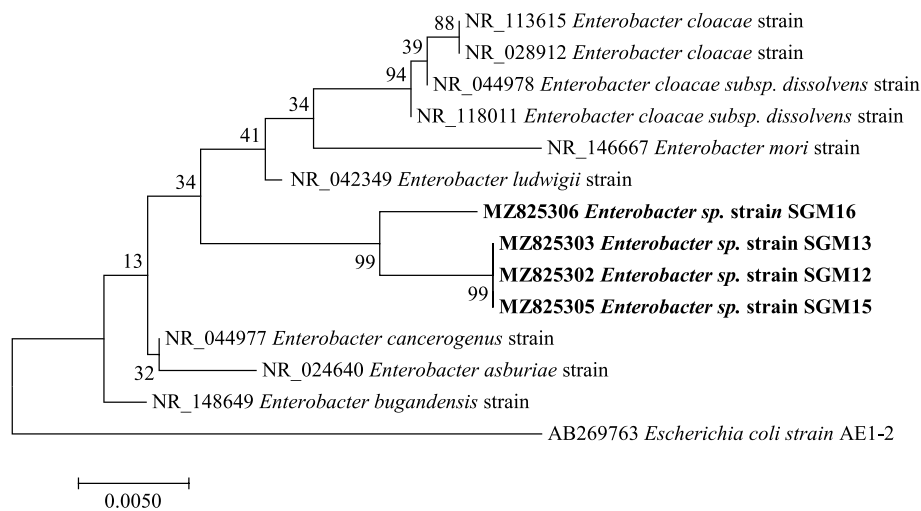 88
NR_113615 Enterobacter cloacae strain
39
NR_028912 Enterobacter cloacae strain
94
NR_044978 Enterobacter cloacae subsp. dissolvens strain
34
NR_118011 Enterobacter cloacae subsp. dissolvens strain
41
NR_146667 Enterobacter mori strain
34
NR_042349 Enterobacter ludwigii strain
MZ825306 Enterobacter sp. strain SGM16
MZ825303 Enterobacter sp. strain SGM13
13
99
MZ825302 Enterobacter sp. strain SGM12
99
MZ825305 Enterobacter sp. strain SGM15
NR_044977 Enterobacter cancerogenus strain
32
NR_024640 Enterobacter asburiae strain
NR_148649 Enterobacter bugandensis strain
AB269763 Escherichia coli strain AE1-2
0.0050